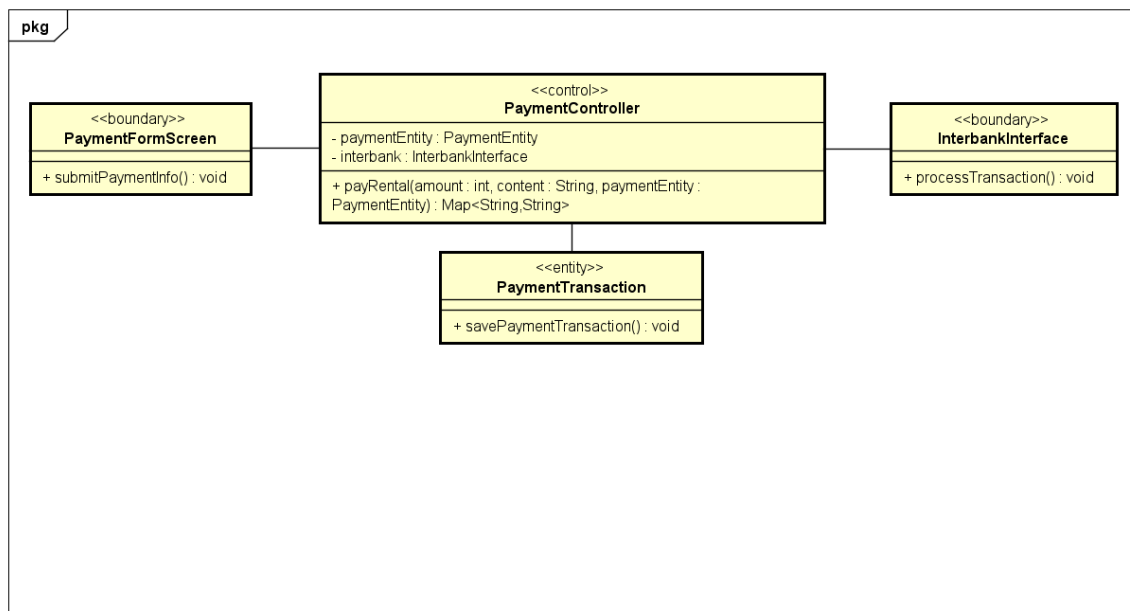 pkg
<<control>>
PaymentController
- paymentEntity : PaymentEntity
- interbank : InterbankInterface
+ payRental(amount : int, content : String, paymentEntity :
PaymentEntity) : Map<String,String>
<<boundary>>
PaymentFormScreen
+ submitPaymentInfo() : void
<<boundary>>
InterbankInterface
+ processTransaction() : void
<<entity>>
PaymentTransaction
+ savePaymentTransaction() : void